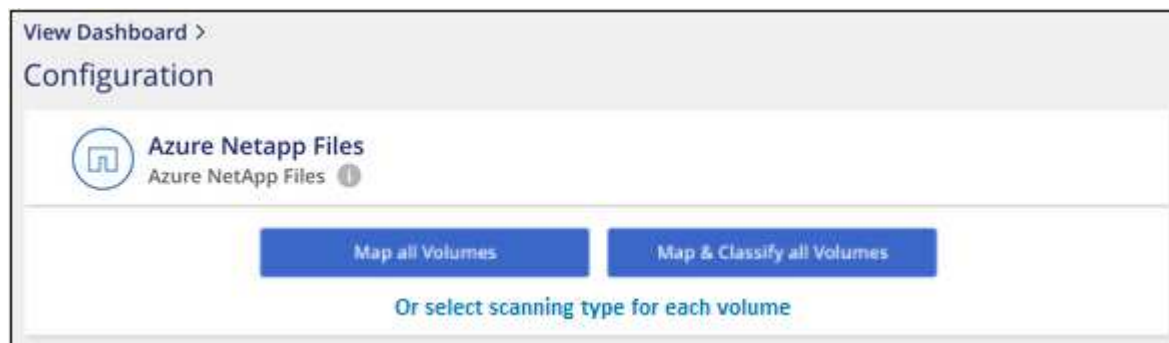 View Dashboard >
Configuration
Azure Netapp Files
Azure NetApp Files i
Map all Volumes
Map & Classify all Volumes
Or select scanning type for each volume